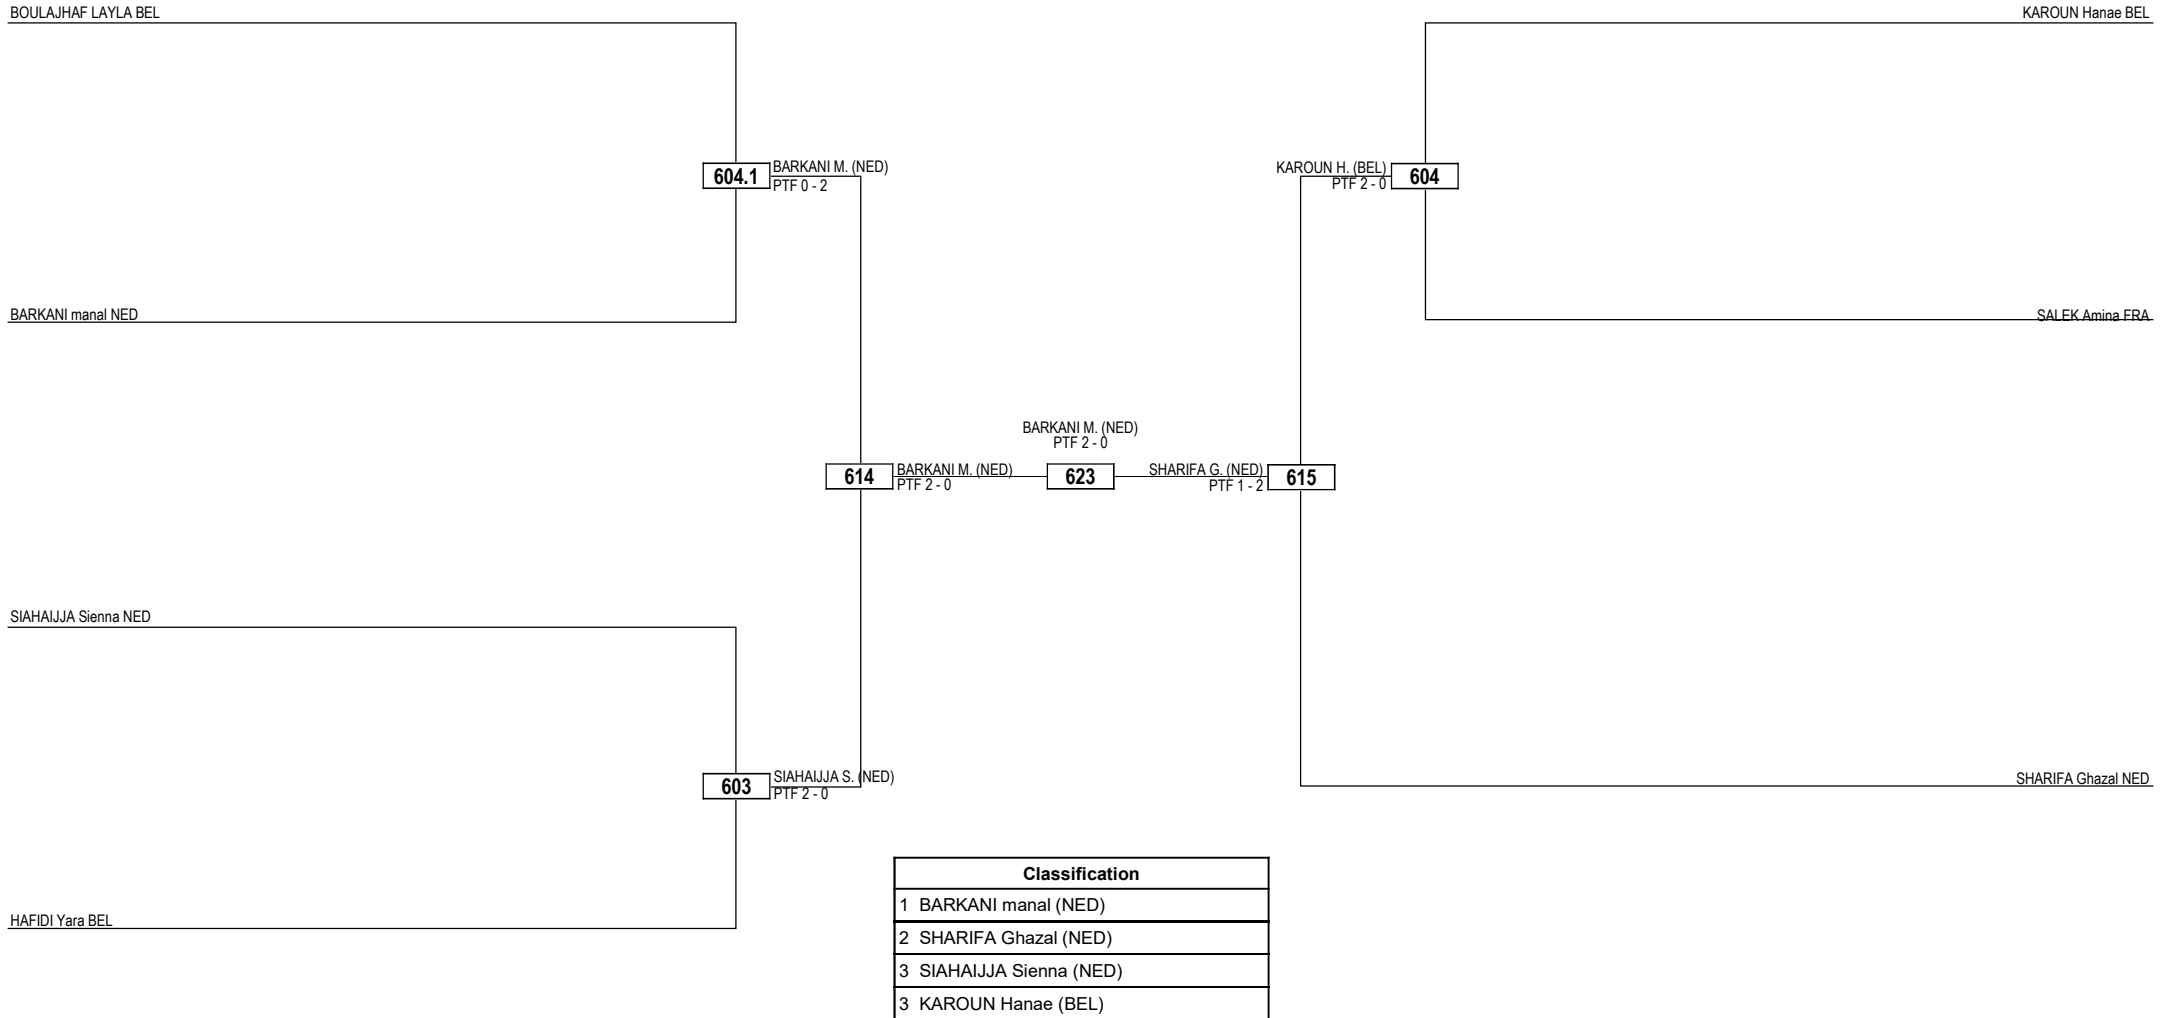 BOULAJHAF LAYLA BEL
KAROUN Hanae BEL
604.1
BARKANI M. (NED)
PTF 0 - 2
KAROUN H. (BEL)
PTF 2 - 0
604
BARKANI manal NED
SALEK Amina FRA
BARKANI M. (NED)
PTF 2 - 0
614
BARKANI M. (NED)
PTF 2 - 0
623
SHARIFA G. (NED)
PTF 1 - 2
615
SIAHAIJJA Sienna NED
603
SIAHAIJJA S. (NED)
PTF 2 - 0
SHARIFA Ghazal NED
HAFIDI Yara BEL
Classification
1 BARKANI manal (NED)
2 SHARIFA Ghazal (NED)
3 SIAHAIJJA Sienna (NED)
3 KAROUN Hanae (BEL)